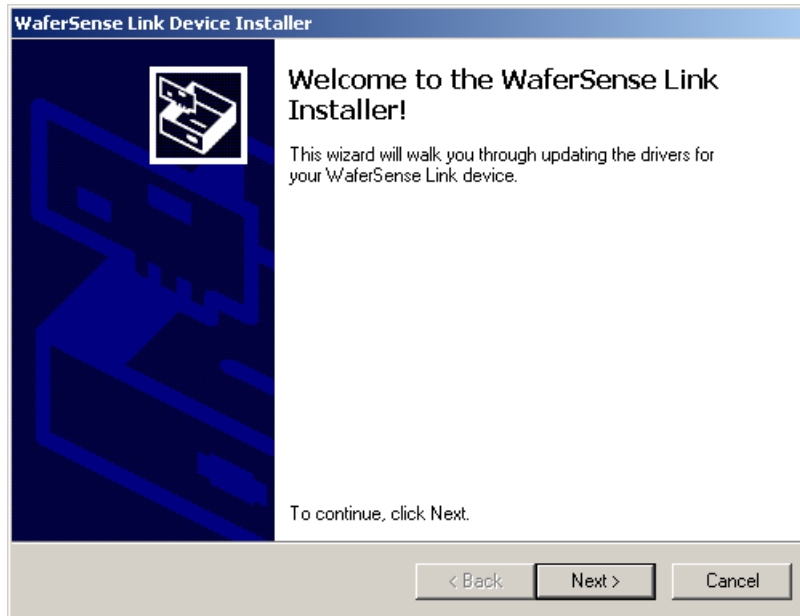 WaferSense Link Device Installer
Welcome to the WaferSense Link
Installer!
This wizard will walk you through updating the drivers for
your WaferSense Link device.
To continue, click Next.
< Back
Next >
Cancel